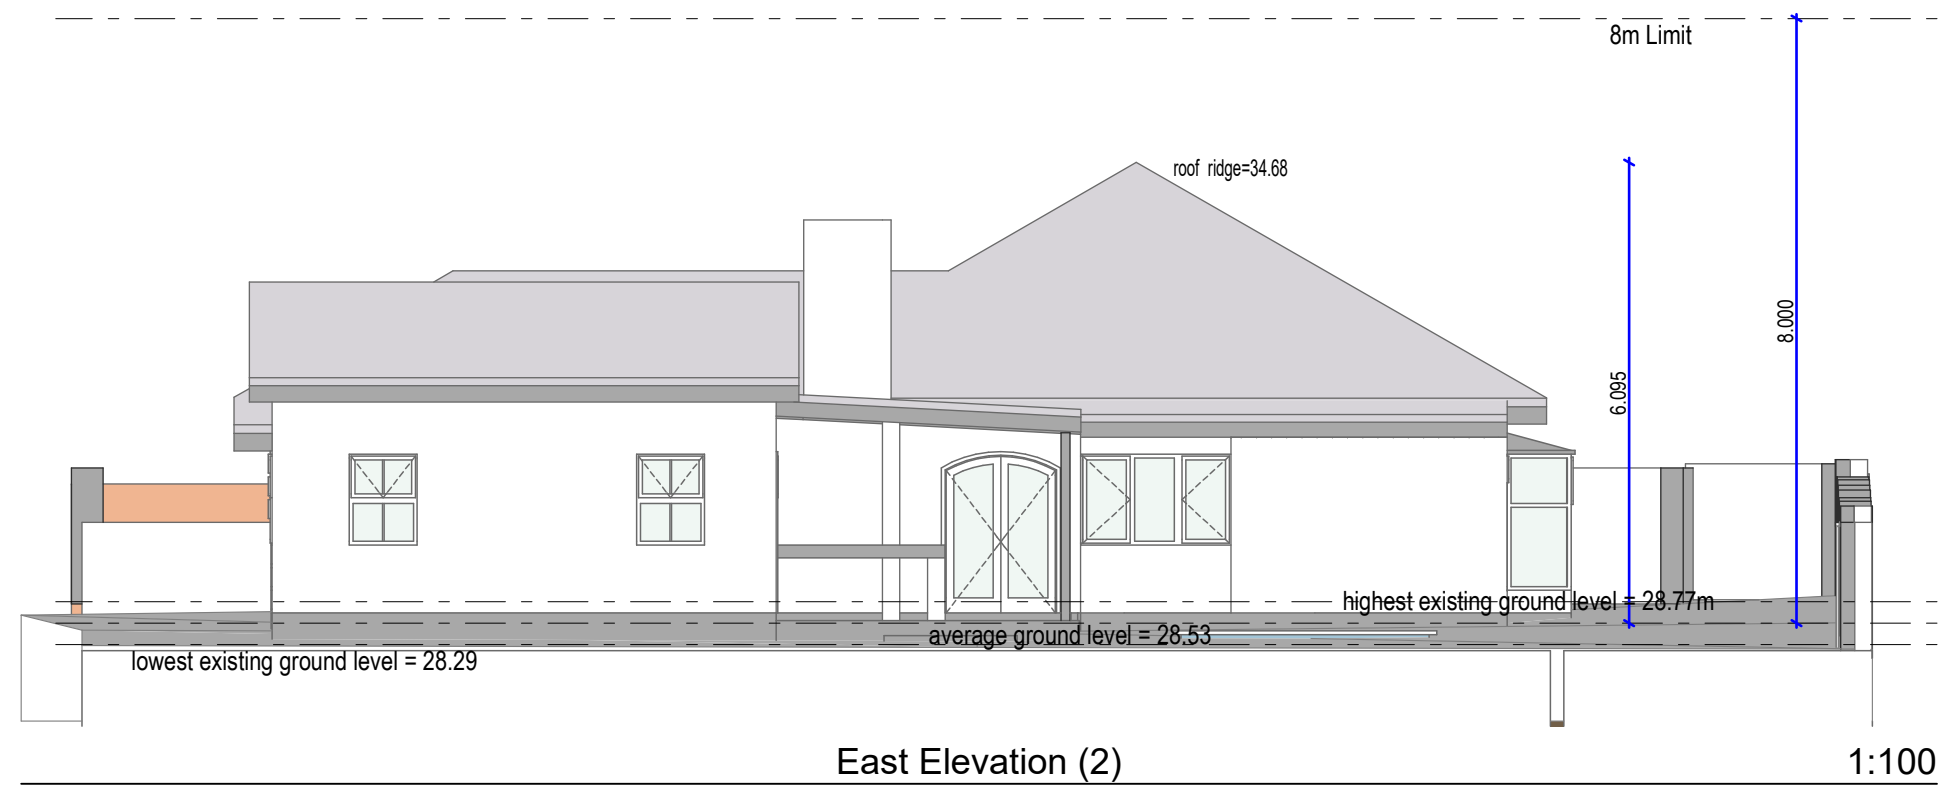 8m Limit
roof ridge=34.68
8.000
6.095
highest existing ground level = 28.77m
average ground level = 28.53
lowest existing ground level = 28.29
East Elevation (2)
1:100